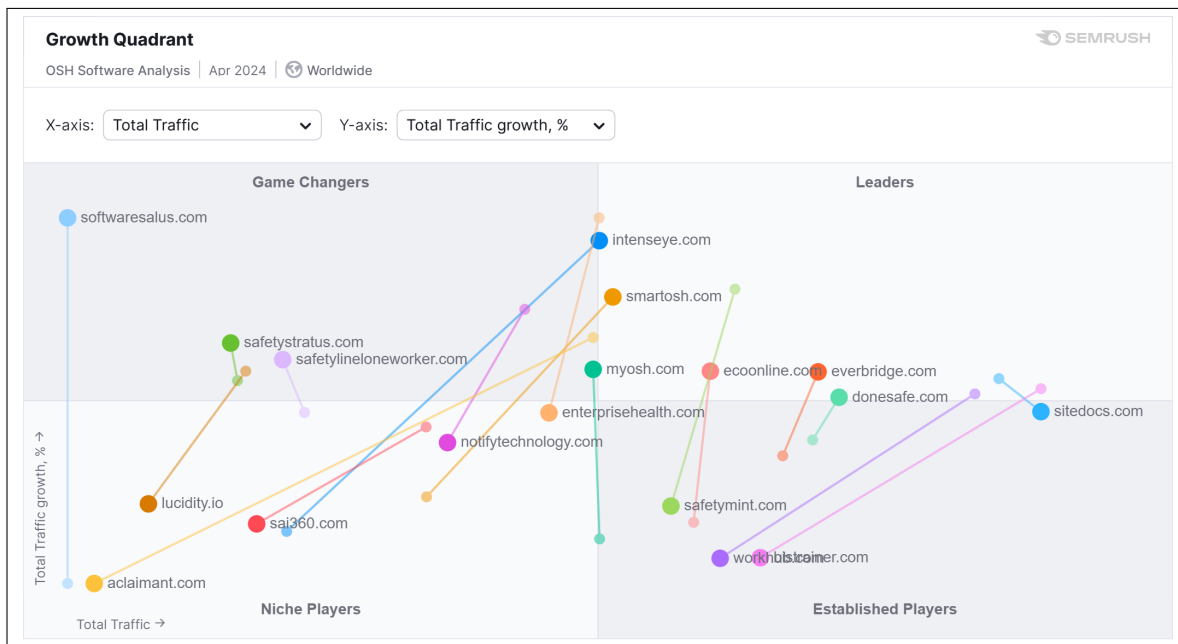 Growth Quadrant
SEMRUSH
OSH Software Analysis Apr 2024 Worldwide
X-axis: Total Traffic Y-axis: Total Traffic growth, %
Game Changers Leaders
softwaresalus.com
intenseye.com
smartosh.com
safetystratus.com
safetylineloneworker.com
myosh.com ecoonline.com everbridge.com
donesafe.com
enterprisehealth.com sitedocs.com
notifytechnology.com
lucidity.io safetymint.com
sai360.com
workhub.com
aclaimant.com
Total Traffic growth, % →
Niche Players Established Players
Total Traffic →